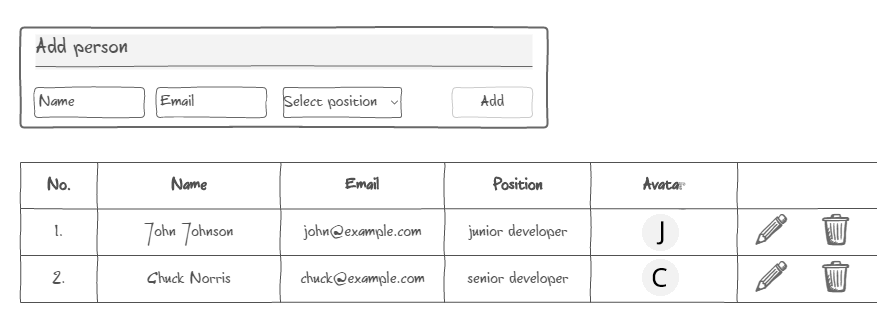 Add person
Name Email Select position Add
No. Name Email Position Avatar
1. John Johnson john@example.com junior developer J
2. Chuck Norris chuck@example.com senior developer C